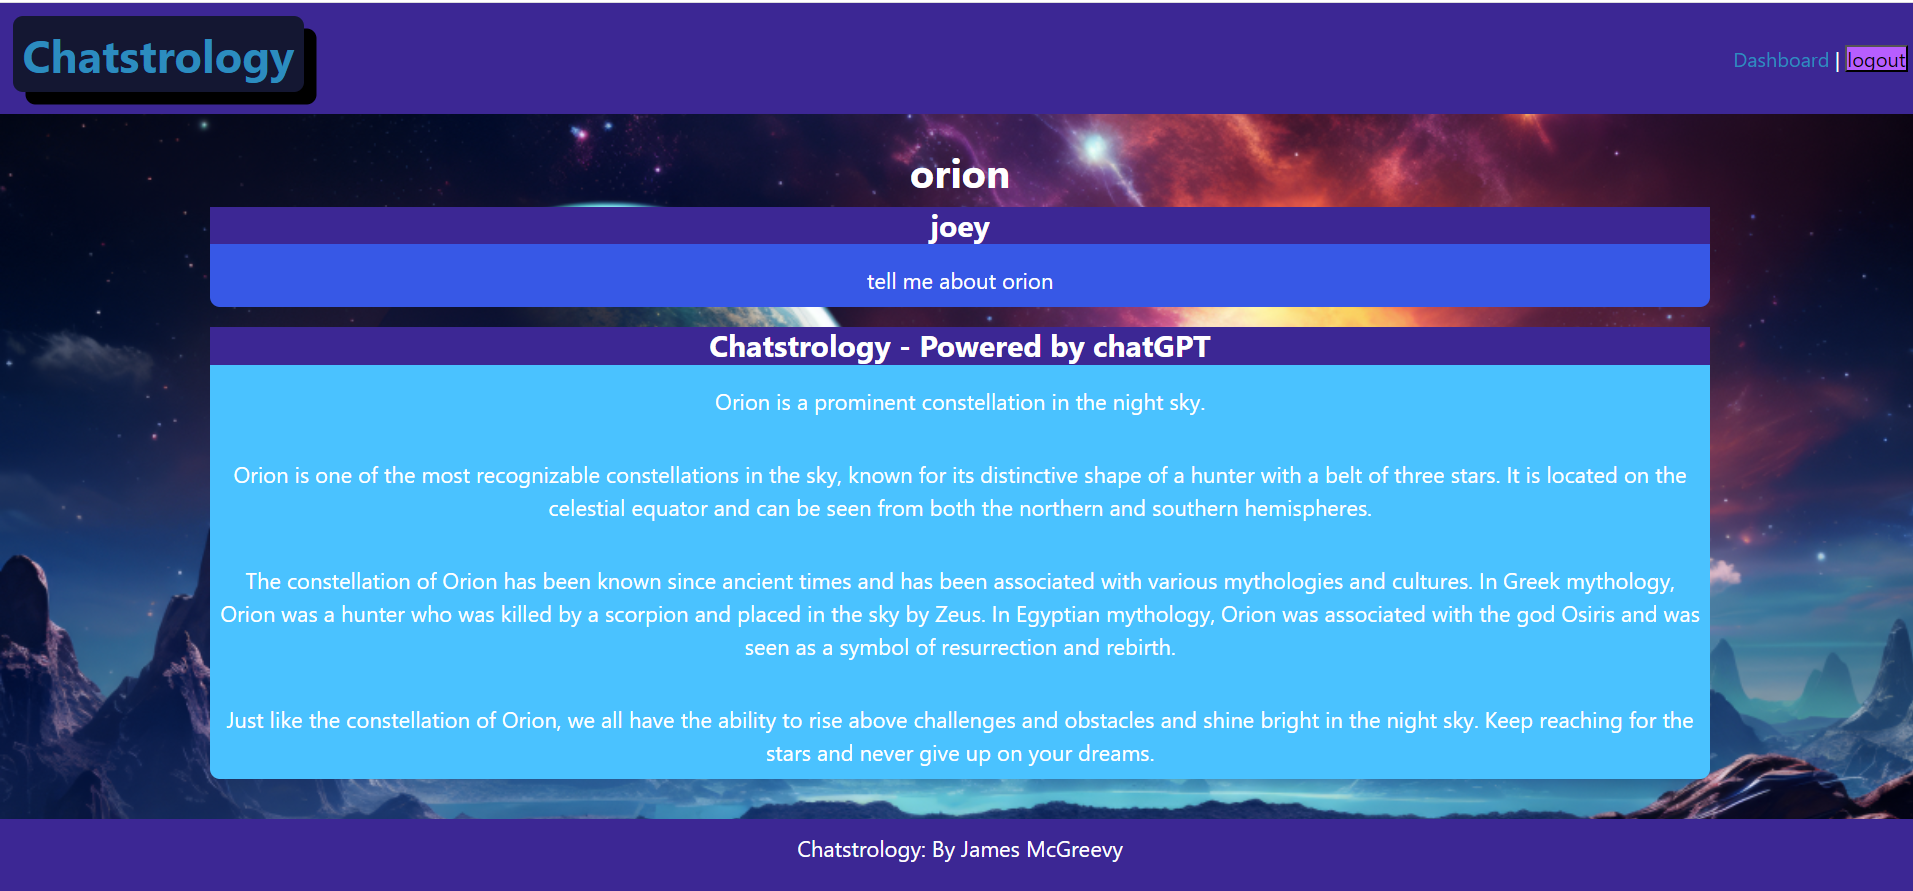 Chatstrology
Dashboard | logout
orion
joey
tell me about orion
Chatstrology - Powered by chatGPT
Orion is a prominent constellation in the night sky.
Orion is one of the most recognizable constellations in the sky, known for its distinctive shape of a hunter with a belt of three stars. It is located on the
celestial equator and can be seen from both the northern and southern hemispheres.
The constellation of Orion has been known since ancient times and has been associated with various mythologies and cultures. In Greek mythology,
Orion was a hunter who was killed by a scorpion and placed in the sky by Zeus. In Egyptian mythology, Orion was associated with the god Osiris and was
seen as a symbol of resurrection and rebirth.
Just like the constellation of Orion, we all have the ability to rise above challenges and obstacles and shine bright in the night sky. Keep reaching for the
stars and never give up on your dreams.
Chatstrology: By James McGreevy